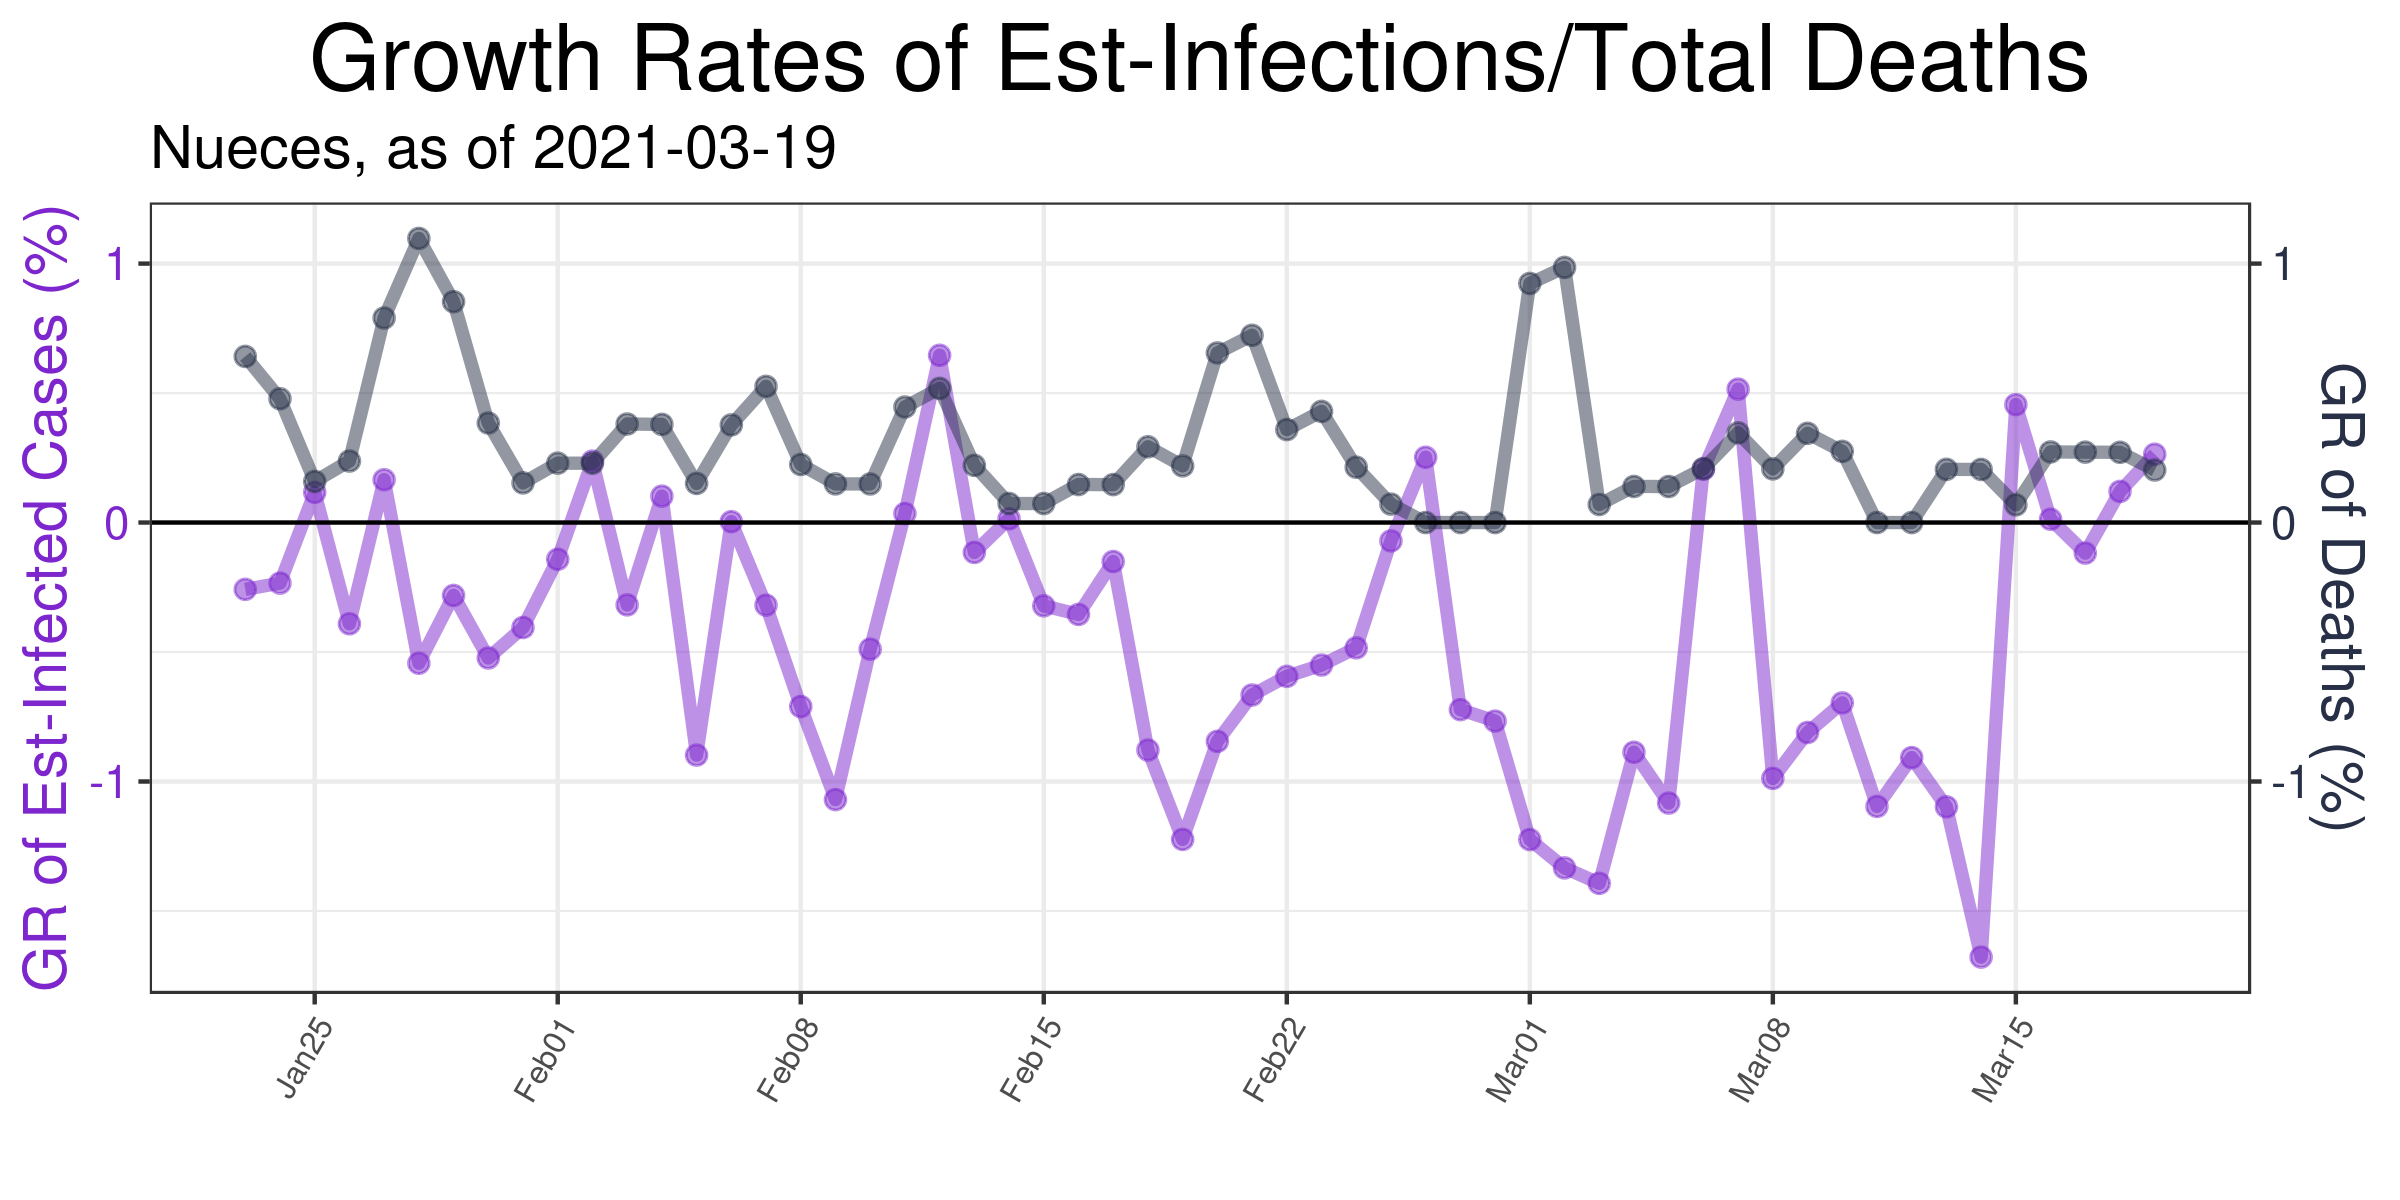 Growth Rates of Est-Infections/Total Deaths
Nueces, as of 2021-03-19
GR of Est-Infected Cases (%)
1
0
-1
1
0
-1
GR of Deaths (%)
Jan25
Feb01
Feb08
Feb15
Feb22
Mar01
Mar08
Mar15